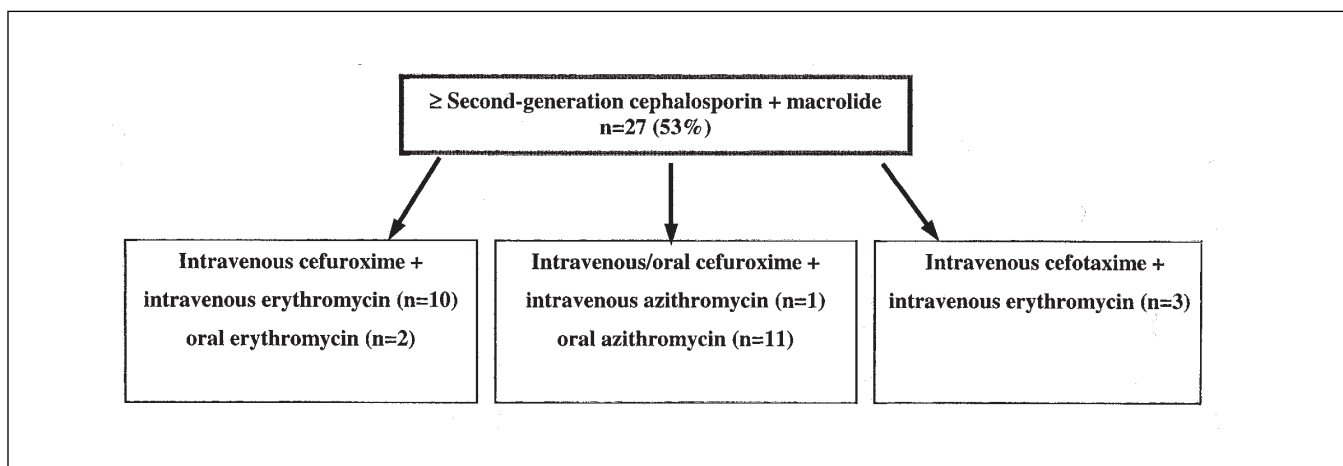 ≥ Second-generation cephalosporin + macrolide
n=27 (53%)
Intravenous cefuroxime +
intravenous erythromycin (n=10)
oral erythromycin (n=2)
Intravenous/oral cefuroxime +
intravenous azithromycin (n=1)
oral azithromycin (n=11)
Intravenous cefotaxime +
intravenous erythromycin (n=3)